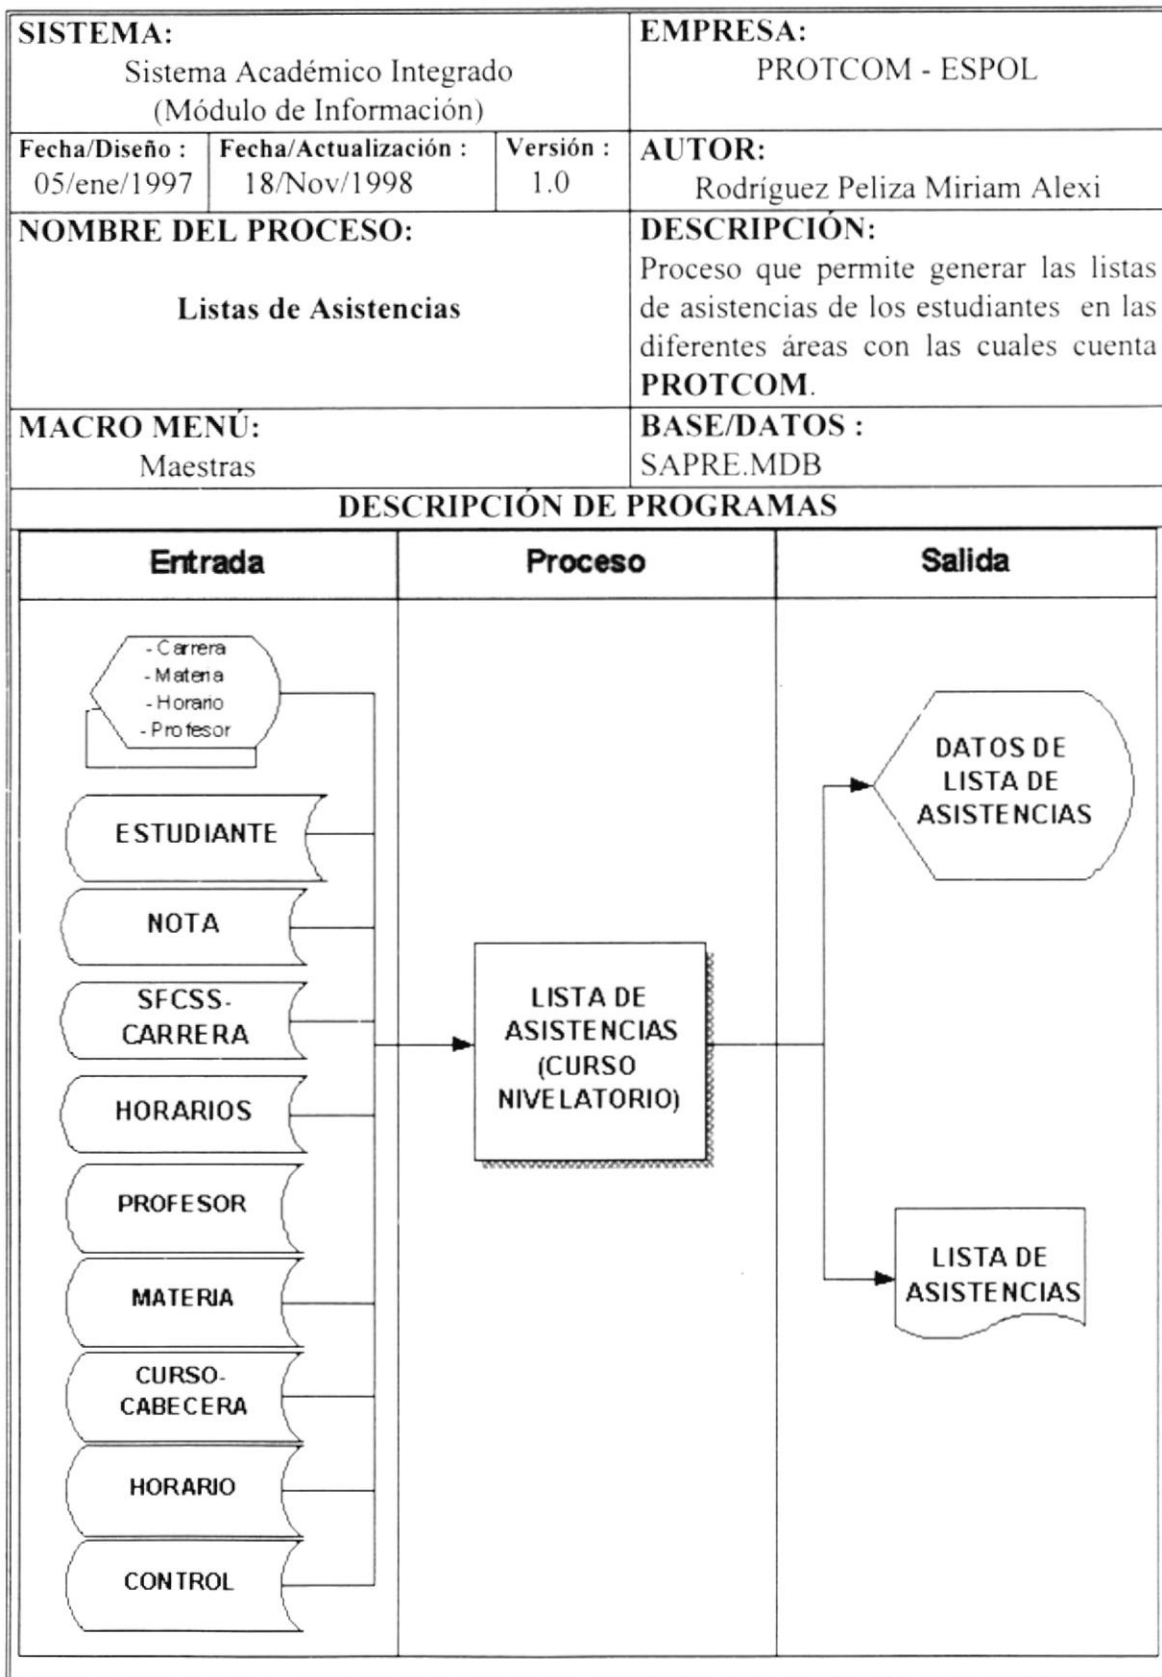 SISTEMA:
Sistema Académico Integrado
(Módulo de Información)
EMPRESA:
PROTCOM - ESPOL
Fecha/Diseño :
05/ene/1997
Fecha/Actualización :
18/Nov/1998
Versión :
1.0
AUTOR:
Rodríguez Peliza Miriam Alexi
NOMBRE DEL PROCESO:
Listas de Asistencias
DESCRIPCIÓN:
Proceso que permite generar las listas
de asistencias de los estudiantes en las
diferentes áreas con las cuales cuenta
PROTCOM.
MACRO MENÚ:
Maestras
BASE/DATOS :
SAPRE.MDB
DESCRIPCIÓN DE PROGRAMAS
Entrada
Proceso
Salida
- Carrera
- Materia
- Horario
- Profesor
ESTUDIANTE
NOTA
SFCSS-
CARRERA
HORARIOS
PROFESOR
MATERIA
CURSO-
CABECERA
HORARIO
CONTROL
LISTA DE
ASISTENCIAS
(CURSO
NIVELATORIO)
DATOS DE
LISTA DE
ASISTENCIAS
LISTA DE
ASISTENCIAS